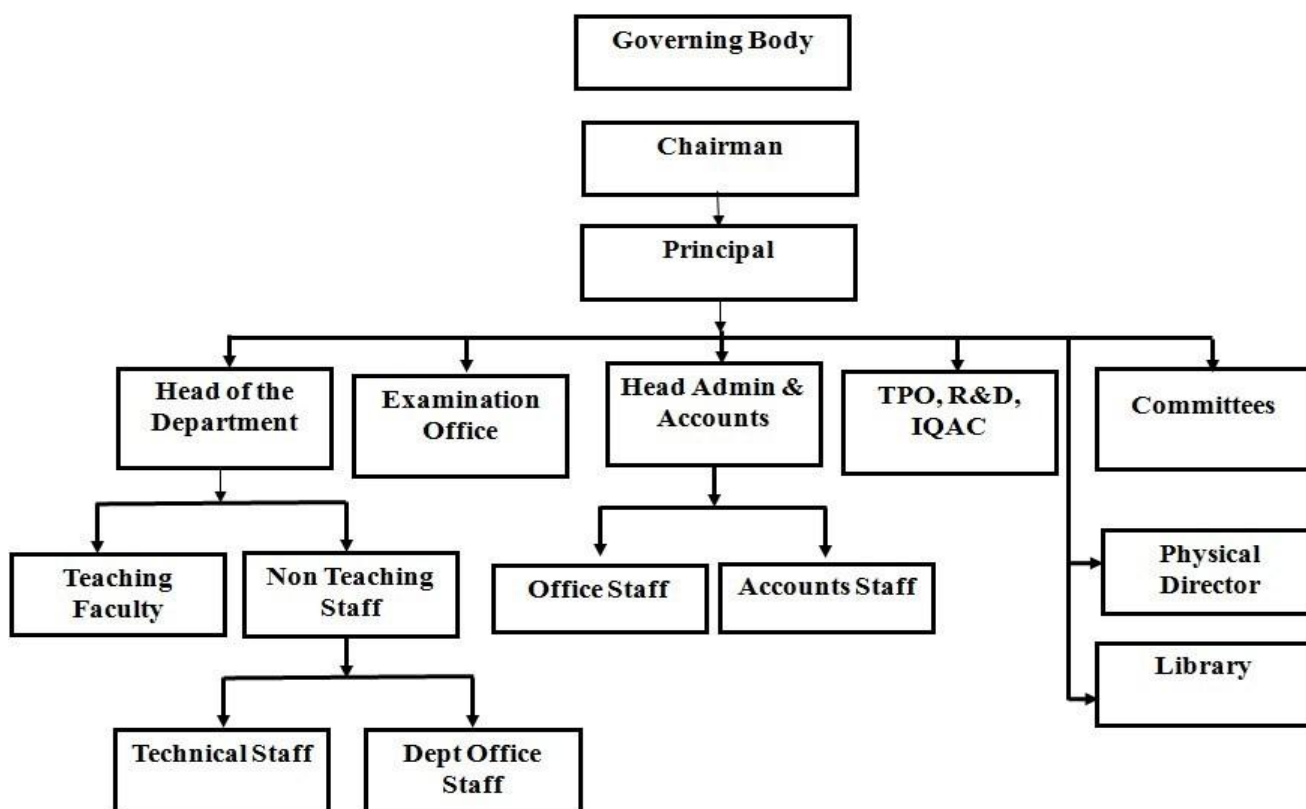 Governing Body
Chairman
Principal
Head of the
Department
Examination
Office
Head Admin &
Accounts
TPO, R&D,
IQAC
Committees
Teaching
Faculty
Non Teaching
Staff
Office Staff
Accounts Staff
Physical
Director
Library
Technical Staff
Dept Office
Staff